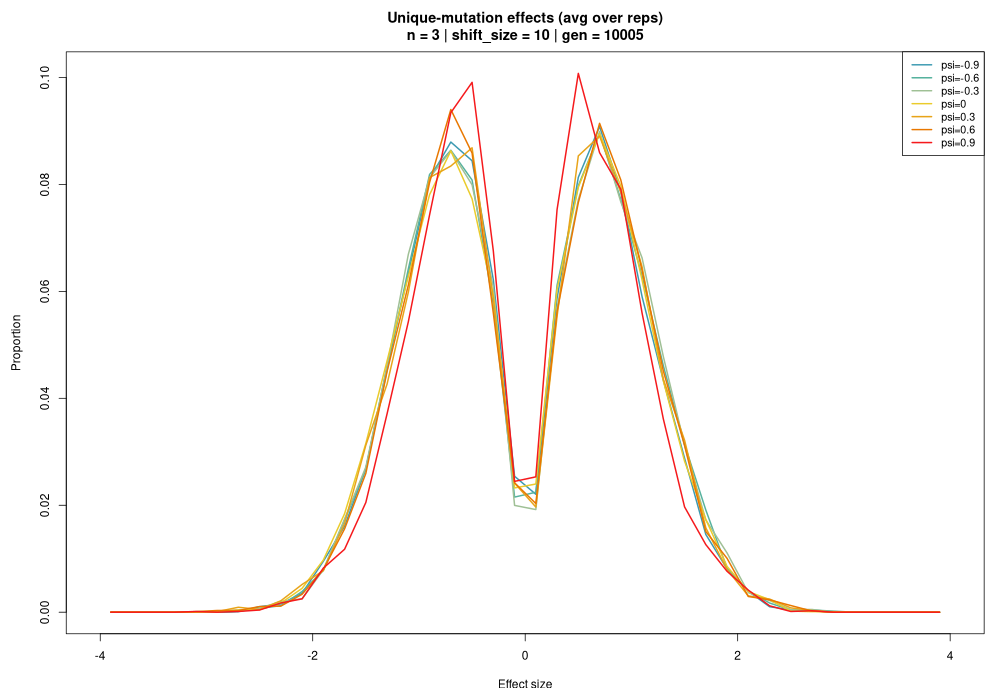 Unique-mutation effects (avg over reps)
n = 3 | shift_size = 10 | gen = 10005
psi=-0.9
psi=-0.6
psi=-0.3
psi=0
psi=0.3
psi=0.6
psi=0.9
Proportion
0.10
0.08
0.06
0.04
0.02
0.00
-4
-2
0
2
4
Effect size